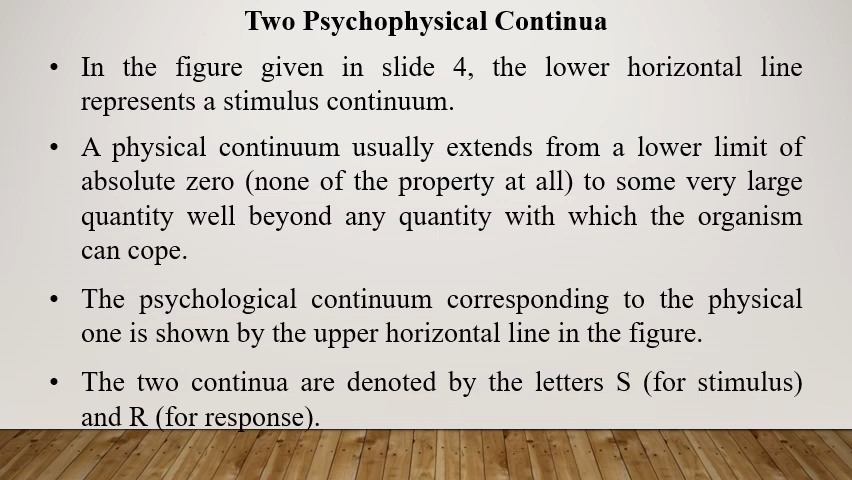 Two Psychophysical Continua
• In the figure given in slide 4, the lower horizontal line
represents a stimulus continuum.
• A physical continuum usually extends from a lower limit of
absolute zero (none of the property at all) to some very large
quantity well beyond any quantity with which the organism
can cope.
• The psychological continuum corresponding to the physical
one is shown by the upper horizontal line in the figure.
• The two continua are denoted by the letters S (for stimulus)
and R (for response).